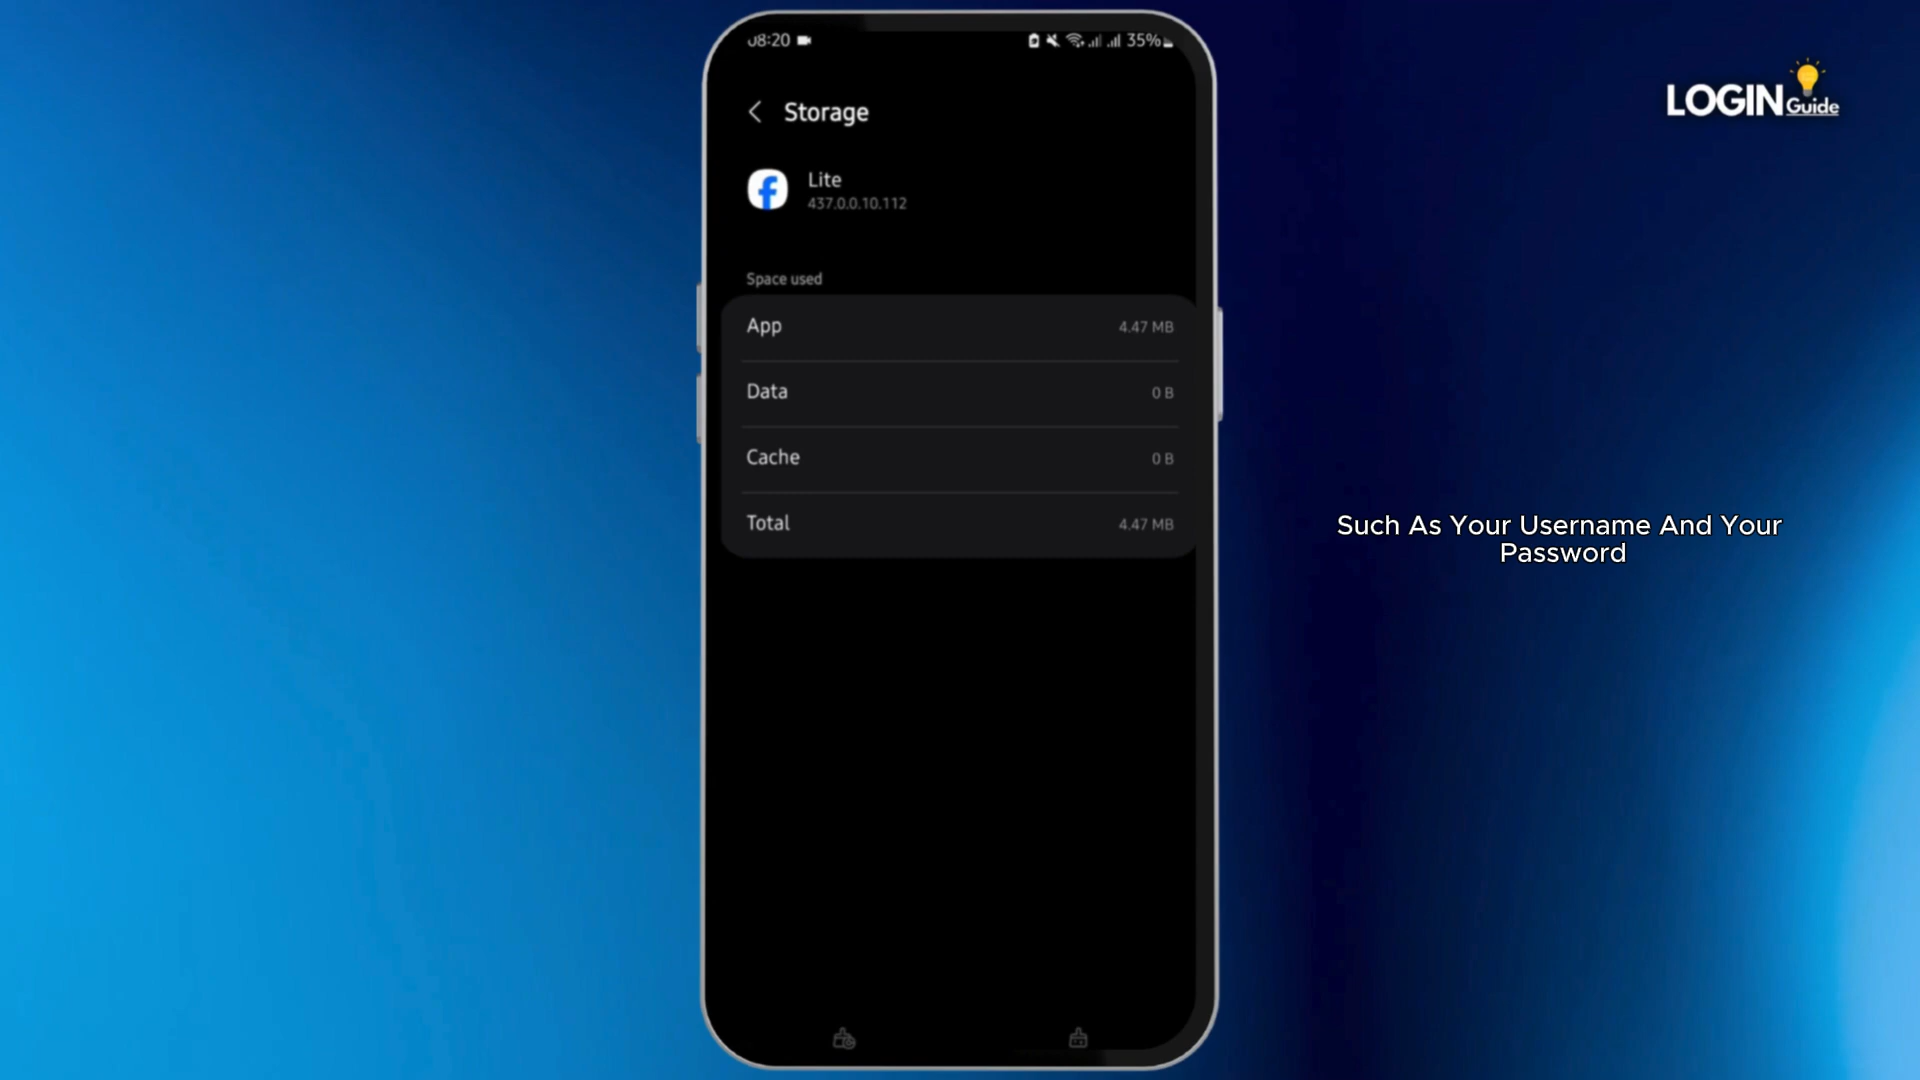 08:20
35%
LOGIN Guide
Storage
Lite
437.0.0.10.112
Space used
App 4.47 MB
Data 0 B
Cache 0 B
Total 4.47 MB
Such As Your Username And Your
Password